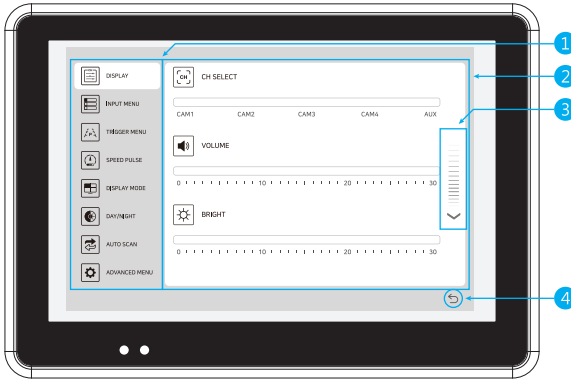 DISPLAY
INPUT MENU
TRIGGER MENU
SPEED PULSE
DISPLAY MODE
DAY/NIGHT
AUTO SCAN
ADVANCED MENU
CH
CH SELECT
CAM1 CAM2 CAM3 CAM4 AUX
VOLUME
0 10 20 30
BRIGHT
0 10 20 30
1
2
3
4